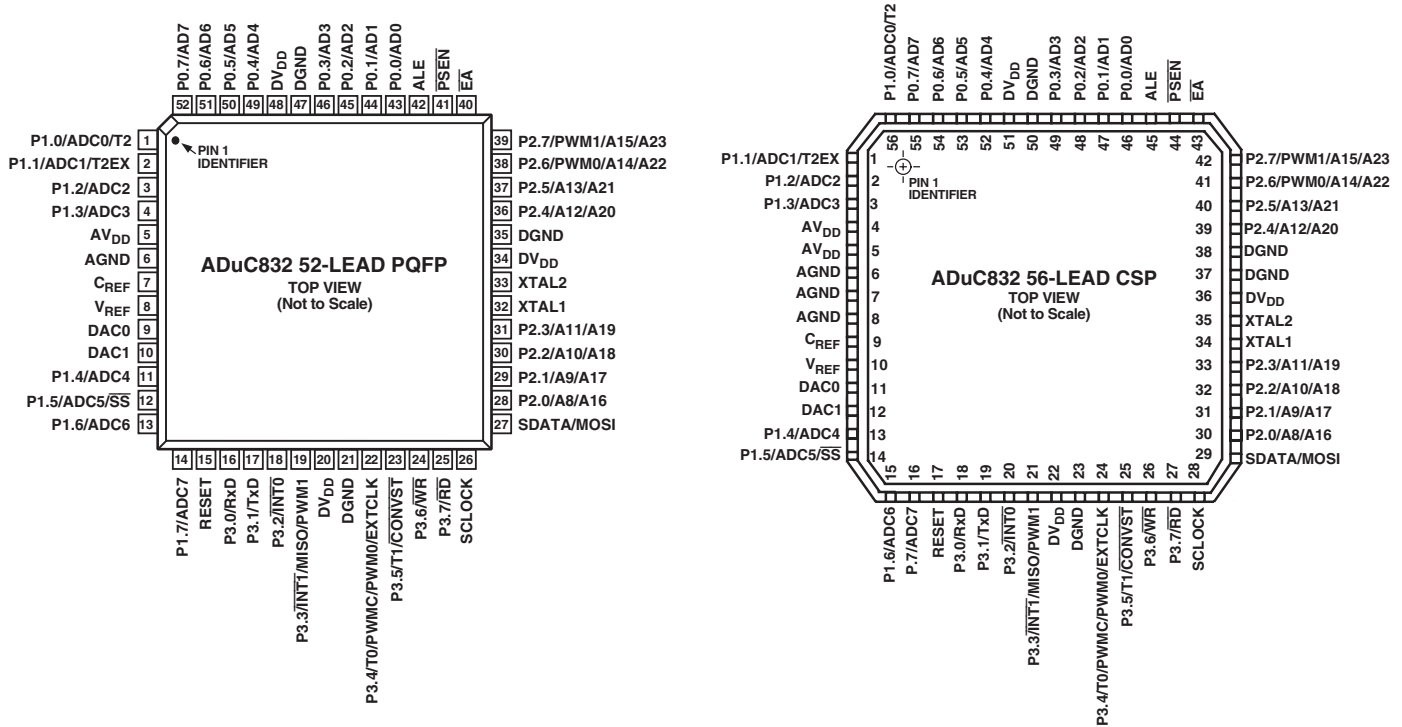 P0.7/AD7
P0.6/AD6
P0.5/AD5
P0.4/AD4
DVDD
DGND
P0.3/AD3
P0.2/AD2
P0.1/AD1
P0.0/AD0
ALE
PSEN
EA
52 51 50 49 48 47 46 45 44 43 42 41 40
P1.0/ADC0/T2 1
P1.1/ADC1/T2EX 2
P1.2/ADC2 3
P1.3/ADC3 4
AVDD 5
AGND 6
CREF 7
VREF 8
DAC0 9
DAC1 10
P1.4/ADC4 11
P1.5/ADC5/SS 12
P1.6/ADC6 13
PIN 1
IDENTIFIER
ADuC832 52-LEAD PQFP
TOP VIEW
(Not to Scale)
39 P2.7/PWM1/A15/A23
38 P2.6/PWM0/A14/A22
37 P2.5/A13/A21
36 P2.4/A12/A20
35 DGND
34 DVDD
33 XTAL2
32 XTAL1
31 P2.3/A11/A19
30 P2.2/A10/A18
29 P2.1/A9/A17
28 P2.0/A8/A16
27 SDATA/MOSI
14 15 16 17 18 19 20 21 22 23 24 25 26
P1.7/ADC7
RESET
P3.0/RxD
P3.1/TxD
P3.2/INT0
P3.3/INT1/MISO/PWM1
DVDD
DGND
P3.4/T0/PWMC/PWM0/EXTCLK
P3.5/T1/CONVST
P3.6/WR
P3.7/RD
SCLOCK
P1.0/ADC0/T2
P0.7/AD7
P0.6/AD6
P0.5/AD5
P0.4/AD4
DVDD
DGND
P0.3/AD3
P0.2/AD2
P0.1/AD1
P0.0/AD0
ALE
PSEN
EA
56 55 54 53 52 51 50 49 48 47 46 45 44 43
P1.1/ADC1/T2EX 1
P1.2/ADC2 2
P1.3/ADC3 3
AVDD 4
AVDD 5
AGND 6
AGND 7
AGND 8
CREF 9
VREF 10
DAC0 11
DAC1 12
P1.4/ADC4 13
P1.5/ADC5/SS 14
PIN 1
IDENTIFIER
ADuC832 56-LEAD CSP
TOP VIEW
(Not to Scale)
42 P2.7/PWM1/A15/A23
41 P2.6/PWM0/A14/A22
40 P2.5/A13/A21
39 P2.4/A12/A20
38 DGND
37 DGND
36 DVDD
35 XTAL2
34 XTAL1
33 P2.3/A11/A19
32 P2.2/A10/A18
31 P2.1/A9/A17
30 P2.0/A8/A16
29 SDATA/MOSI
15 16 17 18 19 20 21 22 23 24 25 26 27 28
P1.6/ADC6
P.7/ADC7
RESET
P3.0/RxD
P3.1/TxD
P3.2/INT0
P3.3/INT1/MISO/PWM1
DVDD
DGND
P3.4/T0/PWMC/PWM0/EXTCLK
P3.5/T1/CONVST
P3.6/WR
P3.7/RD
SCLOCK